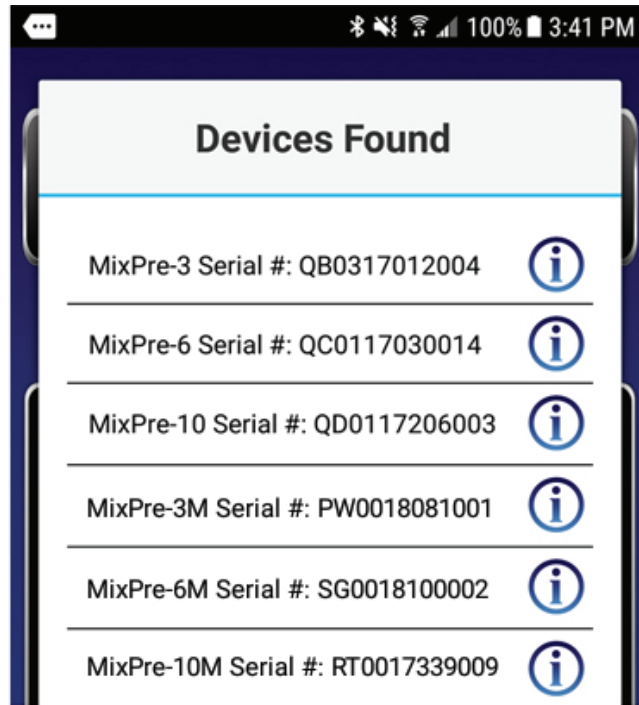 100% 3:41 PM
Devices Found
MixPre-3 Serial #: QB0317012004
MixPre-6 Serial #: QC0117030014
MixPre-10 Serial #: QD0117206003
MixPre-3M Serial #: PW0018081001
MixPre-6M Serial #: SG0018100002
MixPre-10M Serial #: RT0017339009